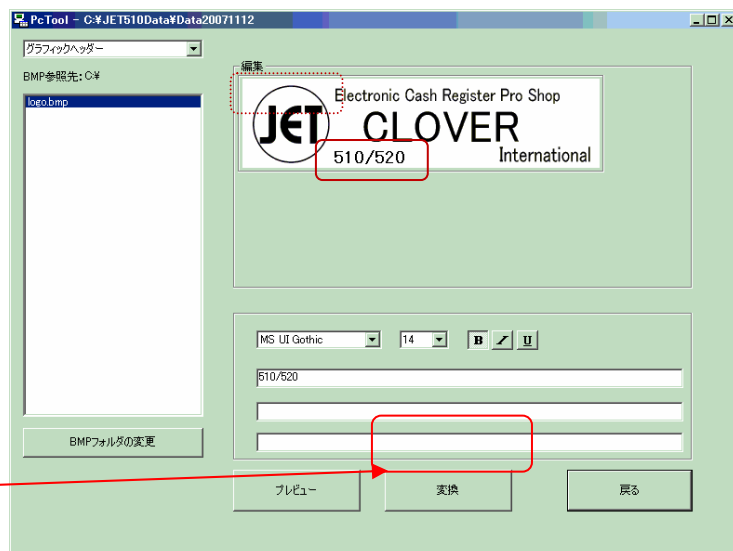 PcTool - C:¥JET510Data¥Data20071112
グラフィックヘッダー
BMP参照先: C:¥
logo.bmp
BMPフォルダの変更
編集
JET
Electronic Cash Register Pro Shop
CLOVER
510/520
International
MS UI Gothic
14
B I U
510/520
プレビュー
変換
戻る